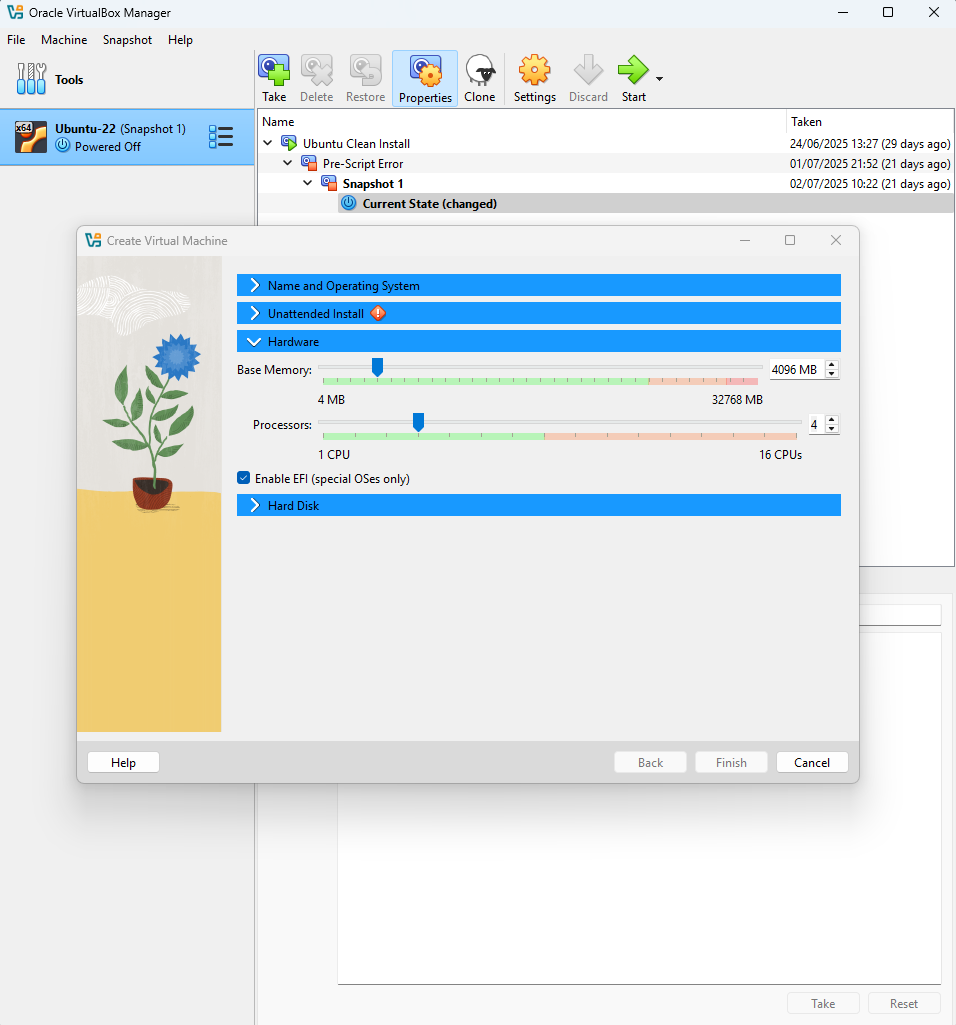 Oracle VirtualBox Manager
File Machine Snapshot Help
Tools
Take Delete Restore Properties Clone Settings Discard Start
x64
Ubuntu-22 (Snapshot 1)
Powered Off
Name Taken
Ubuntu Clean Install 24/06/2025 13:27 (29 days ago)
Pre-Script Error 01/07/2025 21:52 (21 days ago)
Snapshot 1 02/07/2025 10:22 (21 days ago)
Current State (changed)
Create Virtual Machine
Name and Operating System
Unattended Install
Hardware
Base Memory: 4096 MB
4 MB 32768 MB
Processors: 4
1 CPU 16 CPUs
Enable EFI (special OSes only)
Hard Disk
Help Back Finish Cancel
Take Reset